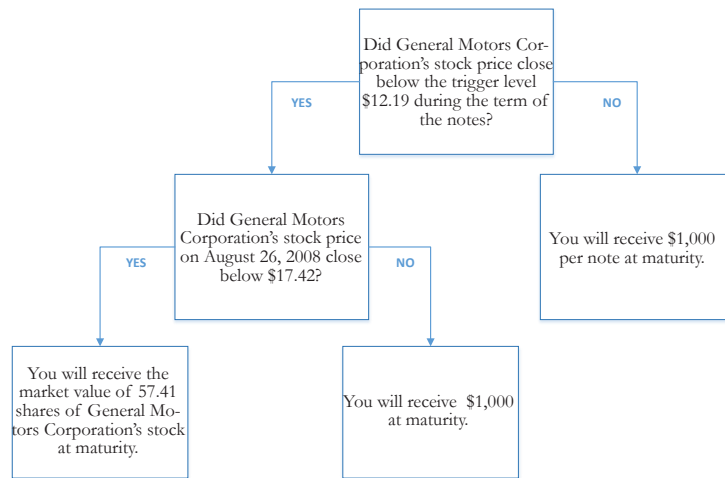 Did General Motors Cor-
poration's stock price close
below the trigger level
$12.19 during the term of
the notes?
YES
NO
Did General Motors
Corporation's stock price
on August 26, 2008 close
below $17.42?
You will receive $1,000
per note at maturity.
YES
NO
You will receive the
market value of 57.41
shares of General Mo-
tors Corporation's stock
at maturity.
You will receive $1,000
at maturity.